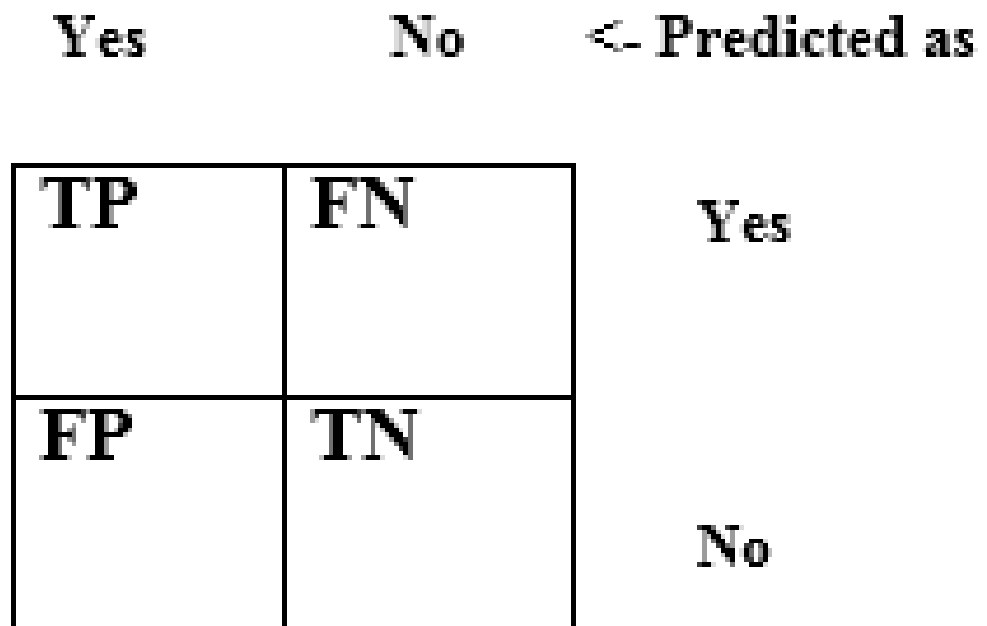 Yes No <- Predicted as
TP FN
Yes
FP TN
No